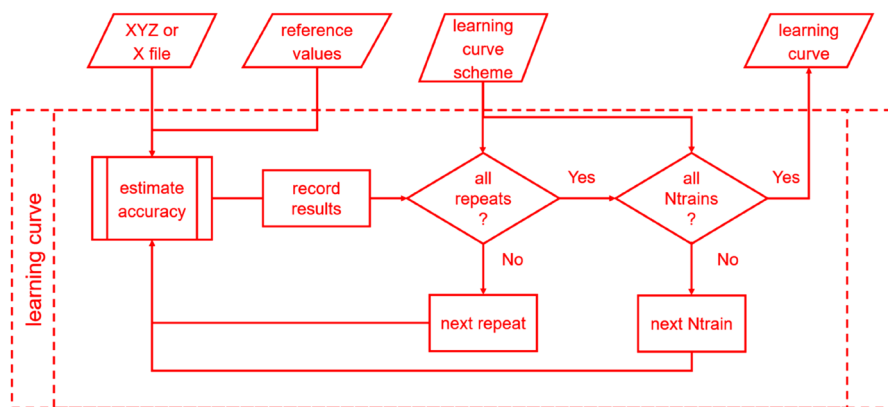 XYZ or
X file
reference
values
learning
curve
scheme
learning
curve
learning curve
estimate
accuracy
record
results
all
repeats
?
Yes
all
Ntrains
?
Yes
No
No
next repeat
next Ntrain